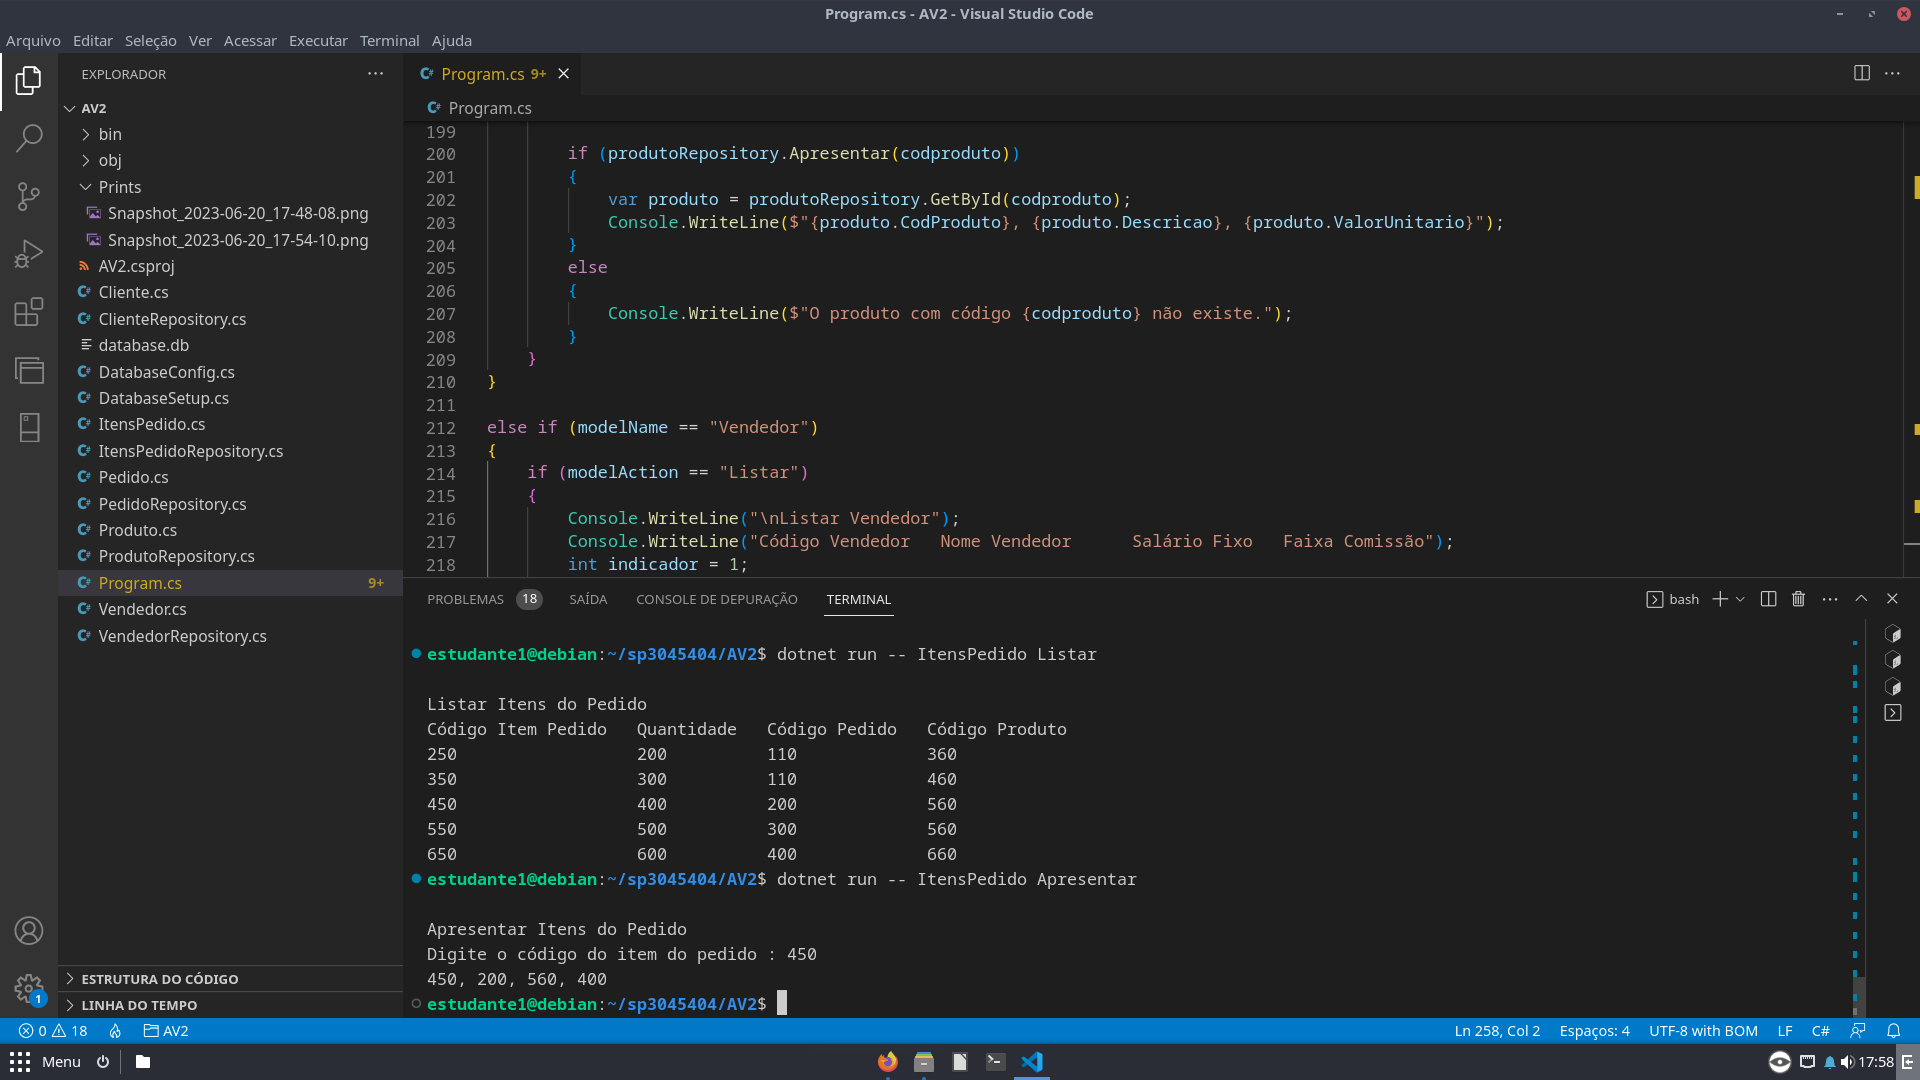 Program.cs - AV2 - Visual Studio Code
Arquivo Editar Seleção Ver Acessar Executar Terminal Ajuda
EXPLORADOR
AV2
bin
obj
Prints
Snapshot_2023-06-20_17-48-08.png
Snapshot_2023-06-20_17-54-10.png
AV2.csproj
Cliente.cs
ClienteRepository.cs
database.db
DatabaseConfig.cs
DatabaseSetup.cs
ItensPedido.cs
ItensPedidoRepository.cs
Pedido.cs
PedidoRepository.cs
Produto.cs
ProdutoRepository.cs
Program.cs 9+
Vendedor.cs
VendedorRepository.cs
ESTRUTURA DO CÓDIGO
LINHA DO TEMPO
1
Program.cs 9+
Program.cs
199
200 if (produtoRepository.Apresentar(codproduto))
201 {
202 var produto = produtoRepository.GetById(codproduto);
203 Console.WriteLine($"{produto.CodProduto}, {produto.Descricao}, {produto.ValorUnitario}");
204 }
205 else
206 {
207 Console.WriteLine($"O produto com código {codproduto} não existe.");
208 }
209 }
210 }
211
212 else if (modelName == "Vendedor")
213 {
214 if (modelAction == "Listar")
215 {
216 Console.WriteLine("\nListar Vendedor");
217 Console.WriteLine("Código Vendedor   Nome Vendedor      Salário Fixo   Faixa Comissão");
218 int indicador = 1;
PROBLEMAS 18 SAÍDA CONSOLE DE DEPURAÇÃO TERMINAL bash
estudante1@debian:~/sp3045404/AV2$ dotnet run -- ItensPedido Listar
Listar Itens do Pedido
Código Item Pedido   Quantidade   Código Pedido   Código Produto
250                  200          110             360
350                  300          110             460
450                  400          200             560
550                  500          300             560
650                  600          400             660
estudante1@debian:~/sp3045404/AV2$ dotnet run -- ItensPedido Apresentar
Apresentar Itens do Pedido
Digite o código do item do pedido : 450
450, 200, 560, 400
estudante1@debian:~/sp3045404/AV2$
0 18 AV2 Ln 258, Col 2 Espaços: 4 UTF-8 with BOM LF C#
Menu 17:58